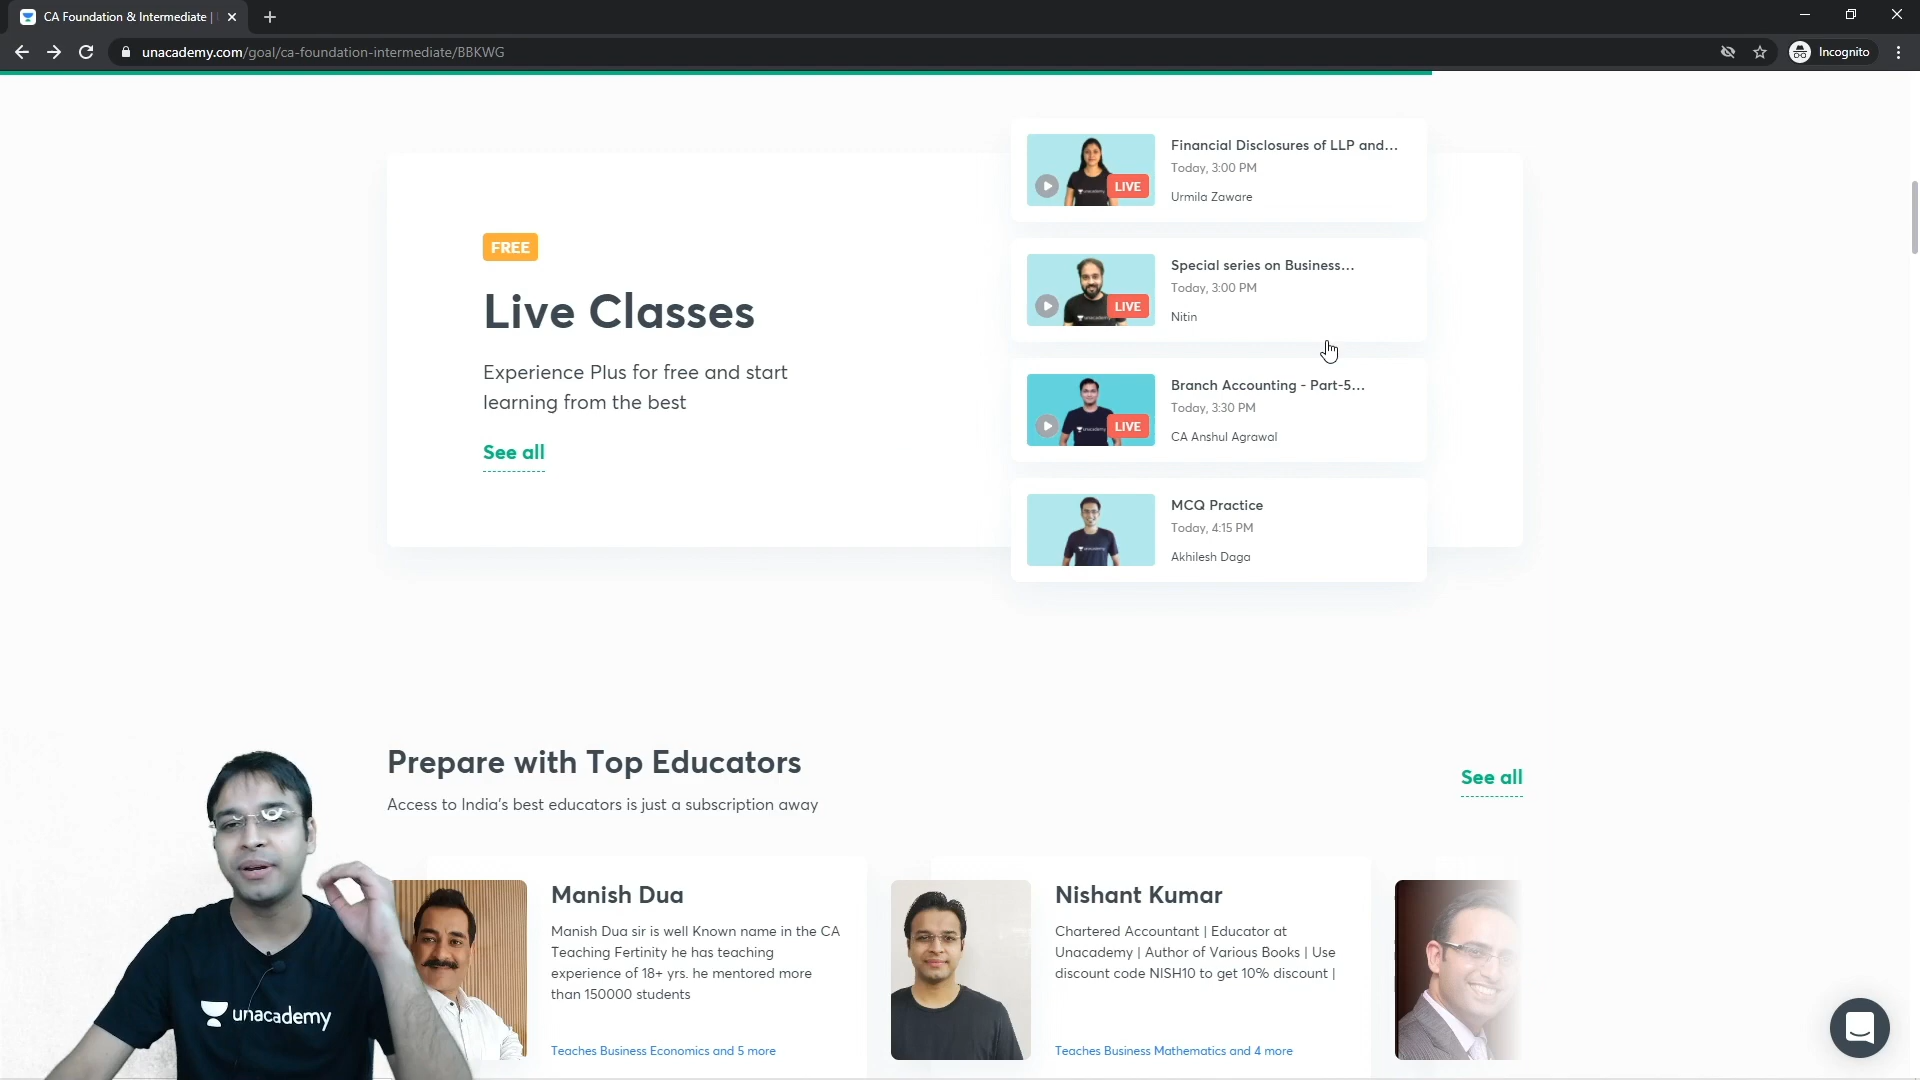 CA Foundation & Intermediate |
unacademy.com/goal/ca-foundation-intermediate/BBKWG
Incognito
FREE
Live Classes
Experience Plus for free and start
learning from the best
See all
LIVE
Financial Disclosures of LLP and...
Today, 3:00 PM
Urmila Zaware
LIVE
Special series on Business...
Today, 3:00 PM
Nitin
LIVE
Branch Accounting - Part-5...
Today, 3:30 PM
CA Anshul Agrawal
MCQ Practice
Today, 4:15 PM
Akhilesh Daga
Prepare with Top Educators
See all
Access to India's best educators is just a subscription away
Manish Dua
Manish Dua sir is well Known name in the CA
Teaching Fertinity he has teaching
experience of 18+ yrs. he mentored more
than 150000 students
Teaches Business Economics and 5 more
Nishant Kumar
Chartered Accountant | Educator at
Unacademy | Author of Various Books | Use
discount code NISH10 to get 10% discount |
Teaches Business Mathematics and 4 more
unacademy